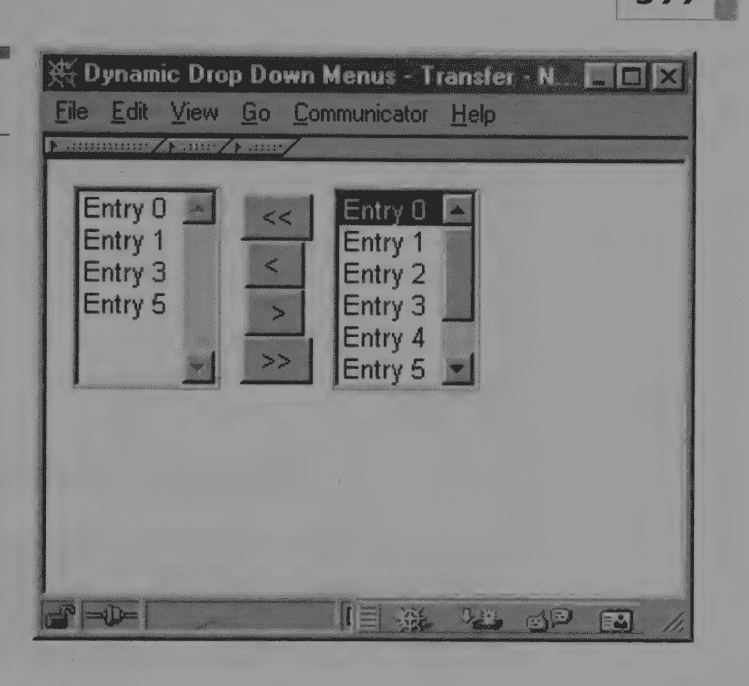 Dynamic Drop Down Menus - Transfer - N...
File Edit View Go Communicator Help
Entry 0
Entry 1
Entry 3
Entry 5
<<
<
>
>>
Entry 0
Entry 1
Entry 2
Entry 3
Entry 4
Entry 5